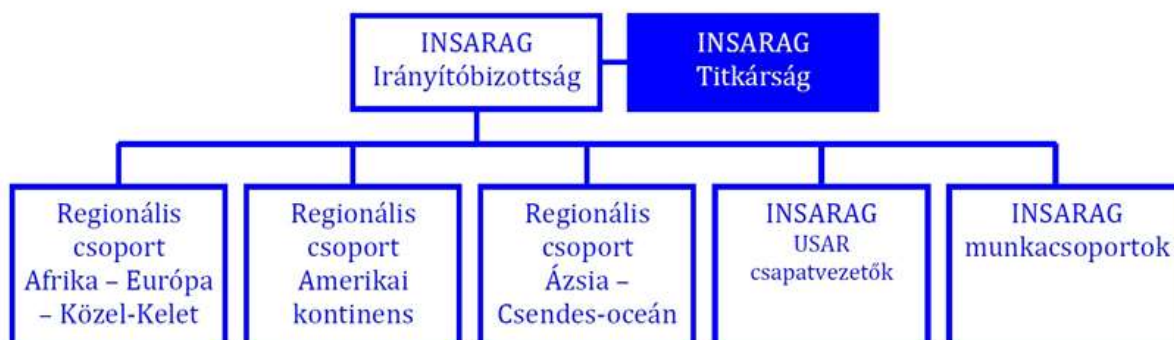 INSARAG
Irányítóbizottság
INSARAG
Titkárság
Regionális
csoport
Afrika – Európa
– Közel-Kelet
Regionális
csoport
Amerikai
kontinens
Regionális
csoport
Ázsia –
Csendes-oceán
INSARAG
USAR
csapatvezetők
INSARAG
munkacsoportok